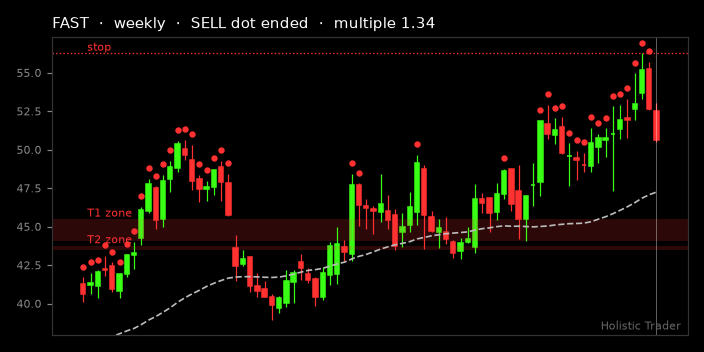 FAST · weekly · SELL dot ended · multiple 1.34
stop
55.0
52.5
50.0
47.5
T1 zone
45.0
T2 zone
42.5
40.0
Holistic Trader